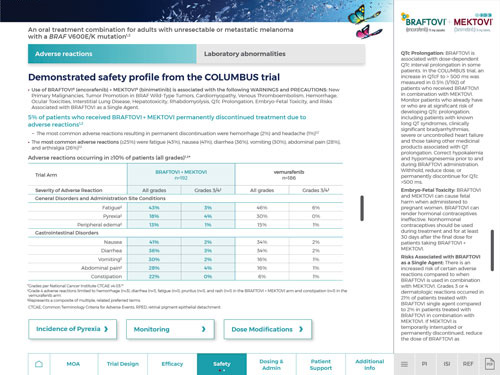 An oral treatment combination for adults with unresectable or metastatic melanoma
with a BRAF V600E/K mutation¹,²
BRAFTOVI + MEKTOVI
(encorafenib) (binimetinib)
Adverse reactions
Laboratory abnormalities
Demonstrated safety profile from the COLUMBUS trial
• Use of BRAFTOVI® (encorafenib) + MEKTOVI® (binimetinib) is associated with the following WARNINGS AND PRECAUTIONS: New
Primary Malignancies, Tumor Promotion in BRAF Wild-Type Tumors, Cardiomyopathy, Venous Thromboembolism, Hemorrhage,
Ocular Toxicities, Interstitial Lung Disease, Hepatotoxicity, Rhabdomyolysis, QTc Prolongation, Embryo-Fetal Toxicity, and Risks
Associated with BRAFTOVI as a Single Agent.
5% of patients who received BRAFTOVI + MEKTOVI permanently discontinued treatment due to
adverse reactions
– The most common adverse reactions resulting in permanent discontinuation were hemorrhage (2%) and headache (1%)
• The most common adverse reactions (≥25%) were fatigue (43%), nausea (41%), diarrhea (36%), vomiting (30%), abdominal pain (28%),
and arthralgia (26%)
Adverse reactions occurring in ≥10% of patients (all grades)
Trial Arm
BRAFTOVI + MEKTOVI
n=192
vemurafenib
n=186
Severity of Adverse Reaction All grades Grades 3/4 All grades Grades 3/4
General Disorders and Administration Site Conditions
Fatigue 43% 3% 46% 6%
Pyrexia 18% 4% 30% 0%
Peripheral edema 13% 1% 15% 1%
Gastrointestinal Disorders
Nausea 41% 2% 34% 2%
Diarrhea 36% 3% 34% 2%
Vomiting 30% 2% 16% 1%
Abdominal pain 28% 4% 16% 1%
Constipation 22% 0% 6% 1%
Grades per National Cancer Institute CTCAE v4.03.
Grade 4 adverse reactions limited to hemorrhage (n=3), diarrhea (n=1), fatigue (n=1), pruritus (n=1) and rash (n=1) in the BRAFTOVI + MEKTOVI arm and constipation (n=1) in the
vemurafenib arm.
Represents a composite of multiple, related preferred terms.
CTCAE, Common Terminology Criteria for Adverse Events; RPED, retinal pigment epithelial detachment.
Incidence of Pyrexia
Monitoring
Dose Modifications
QTc Prolongation: BRAFTOVI is
associated with dose-dependent
QTc interval prolongation in some
patients. In the COLUMBUS trial, an
increase in QTcF to > 500 ms was
measured in 0.5% (1/192) of
patients who received BRAFTOVI
in combination with MEKTOVI.
Monitor patients who already have
or who are at significant risk of
developing QTc prolongation,
including patients with known
long QT syndromes, clinically
significant bradyarrhythmias,
severe or uncontrolled heart failure
and those taking other medicinal
products associated with QT
prolongation. Correct hypokalemia
and hypomagnesemia prior to and
during BRAFTOVI administration.
Withhold, reduce dose, or
permanently discontinue for QTc
>500 ms.
Embryo-Fetal Toxicity: BRAFTOVI
and MEKTOVI can cause fetal
harm when administered to
pregnant women. BRAFTOVI can
render hormonal contraceptives
ineffective. Nonhormonal
contraceptives should be used
during treatment and for at least
30 days after the final dose for
patients taking BRAFTOVI +
MEKTOVI.
Risks Associated with BRAFTOVI
as a Single Agent: There is an
increased risk of certain adverse
reactions compared to when
BRAFTOVI is used in combination
with MEKTOVI. Grades 3 or 4
dermatologic reactions occurred in
21% of patients treated with
BRAFTOVI single agent compared
to 2% in patients treated with
BRAFTOVI in combination with
MEKTOVI. If MEKTOVI is
temporarily interrupted or
permanently discontinued, reduce
the dose of BRAFTOVI as
MOA
Trial Design
Efficacy
Safety
Dosing &
Admin
Patient
Support
Additional
Info
PI
ISI
REF